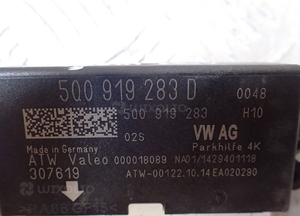 5Q0 919 283 D 0048
5Q0 919 283 H10
02S VW AG
Parkhilfe 4K
Made in Germany
ATW Valeo 000018089 NA01/1429401118
307619 ATW-00122.10.14EA020280